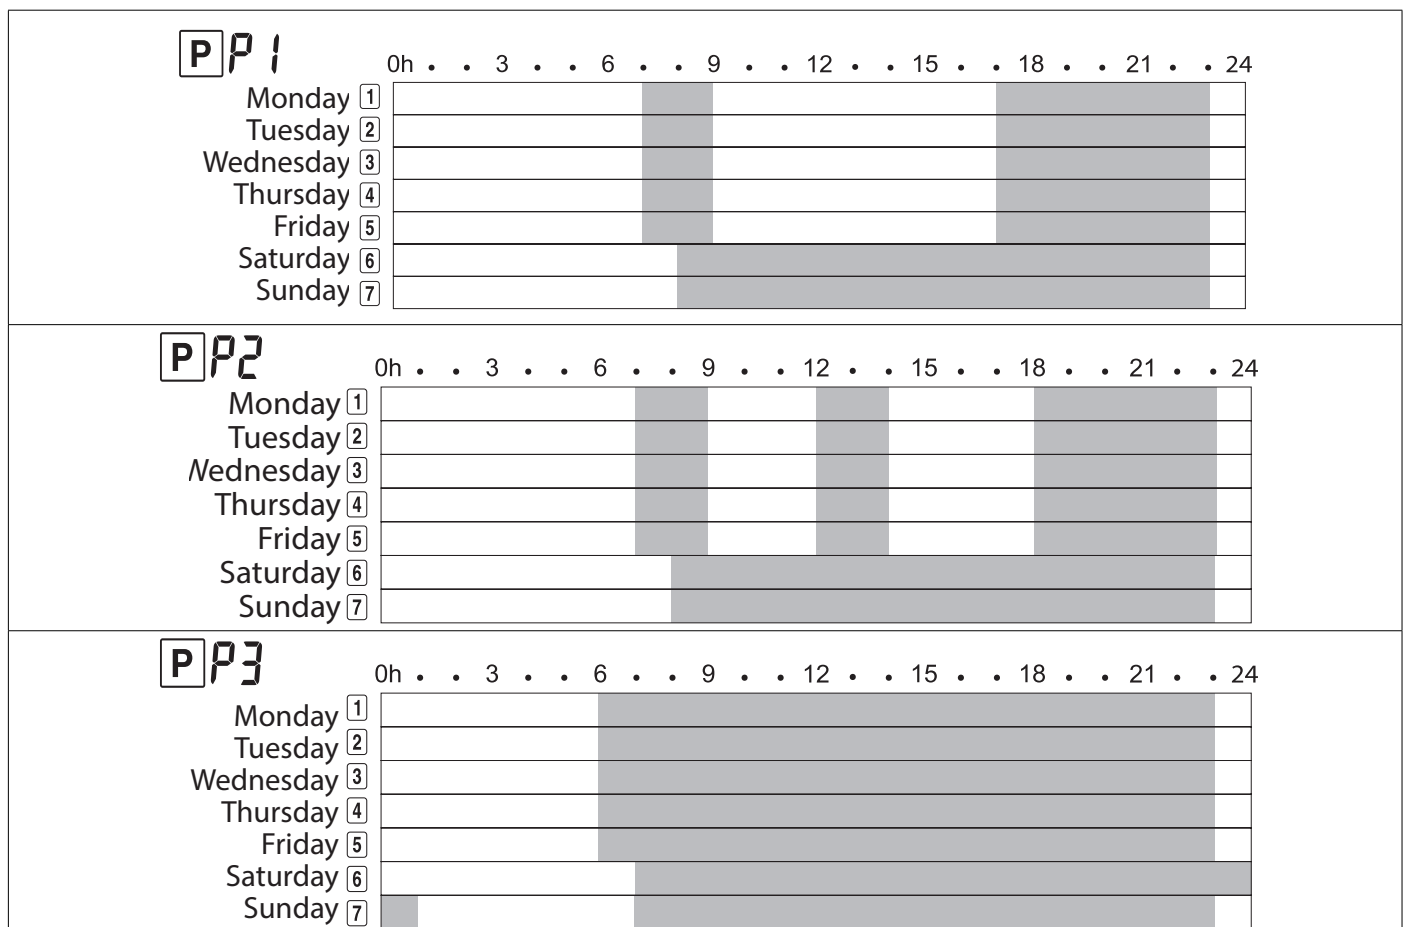 P P1
0h . . 3 . . 6 . . 9 . . 12 . . 15 . . 18 . . 21 . . 24
Monday 1
Tuesday 2
Wednesday 3
Thursday 4
Friday 5
Saturday 6
Sunday 7
P P2
0h . . 3 . . 6 . . 9 . . 12 . . 15 . . 18 . . 21 . . 24
Monday 1
Tuesday 2
Wednesday 3
Thursday 4
Friday 5
Saturday 6
Sunday 7
P P3
0h . . 3 . . 6 . . 9 . . 12 . . 15 . . 18 . . 21 . . 24
Monday 1
Tuesday 2
Wednesday 3
Thursday 4
Friday 5
Saturday 6
Sunday 7